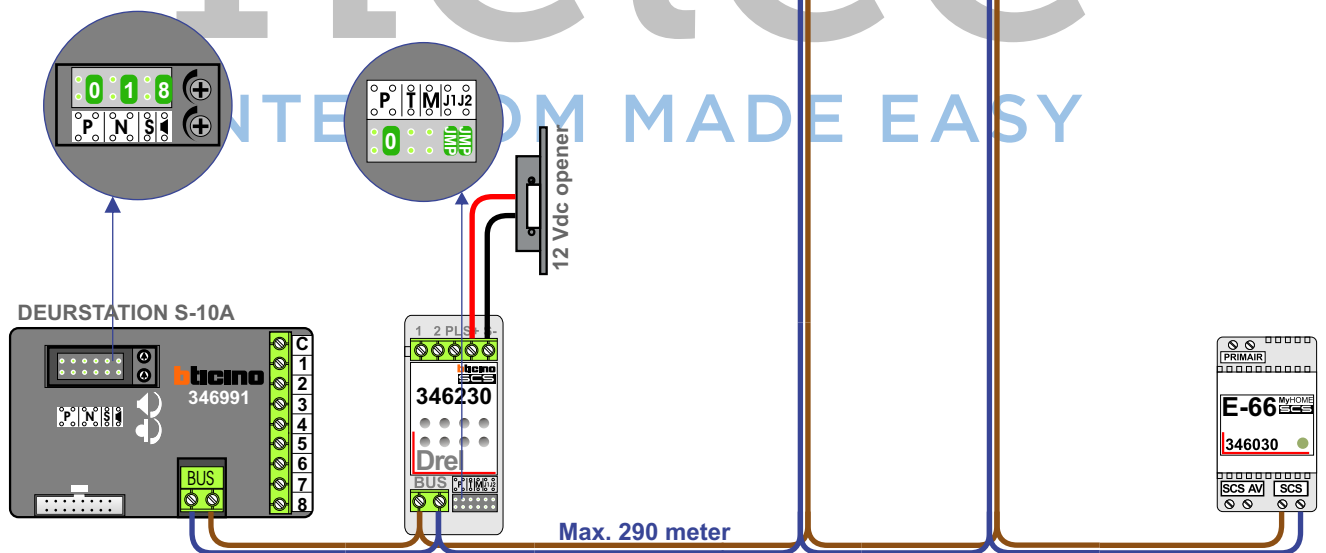 INTERCOM MADE EASY
0 1 8
P N S
P T M J1 J2
0 JMP JMP
12 Vdc opener
DEURSTATION S-10A
bticino
346991
P N S
BUS
C
1
2
3
4
5
6
7
8
1 2 PL S+ S-
bticino
SCS
346230
Drel
BUS
P T M J1J2
Max. 290 meter
PRIMAIR
E-66 MyHOME
SCS
346030
SCS AV SCS